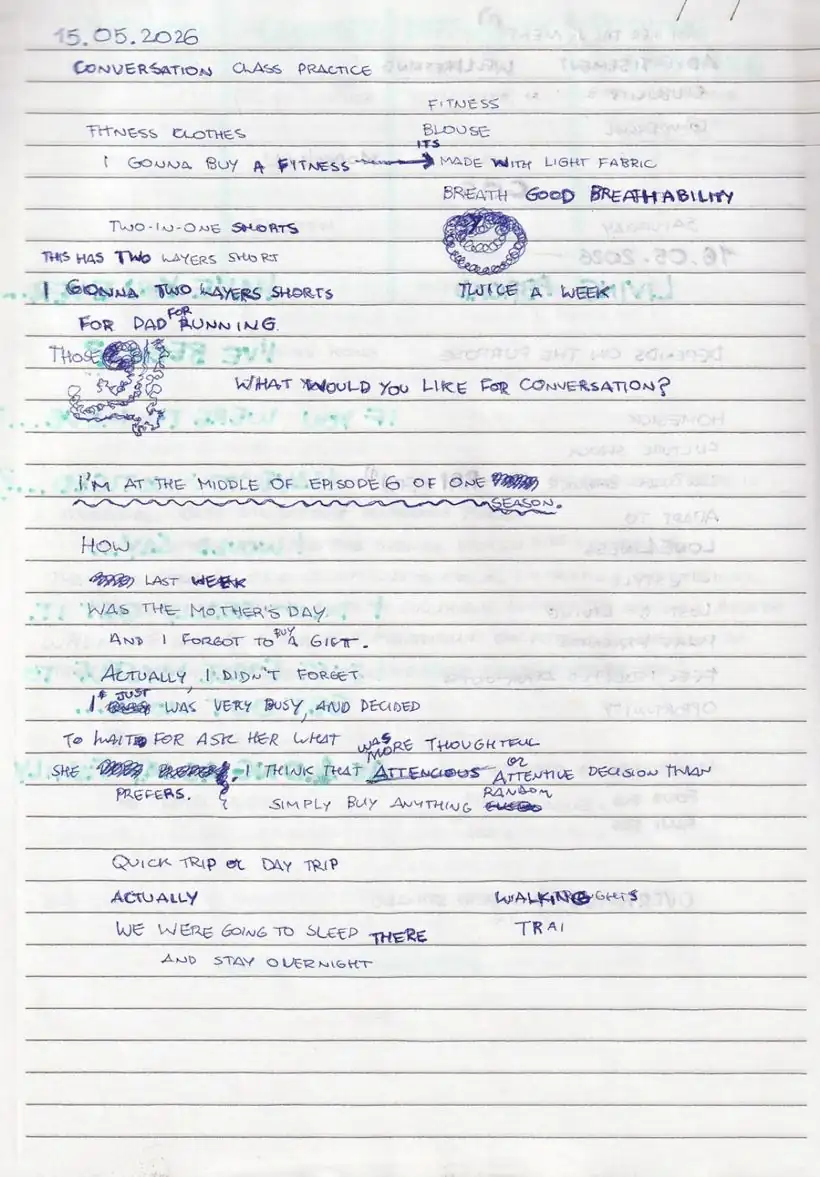 15.05.2026
CONVERSATION CLASS PRACTICE
FITNESS
FITNESS CLOTHES BLOUSE
ITS
I GONNA BUY A FITNESS MADE WITH LIGHT FABRIC
BREATH GOOD BREATHABILITY
TWO-IN-ONE SHORTS
THIS HAS TWO LAYERS SHORT
I GONNA TWO LAYERS SHORTS TWICE A WEEK
FOR
FOR DAD RUNNING.
THOSE
WHAT WOULD YOU LIKE FOR CONVERSATION?
I'M AT THE MIDDLE OF EPISODE 6 OF ONE
SEASON.
HOW
LAST WEEK
WAS THE MOTHER'S DAY.
AND I FORGOT TO BUY A GIFT.
ACTUALLY, I DIDN'T FORGET.
JUST
I WAS VERY BUSY, AND DECIDED
TO WAIT FOR ASK HER WHAT WAS MORE THOUGHTFUL
SHE . I THINK THAT ATTENCIOUS OR ATTENTIVE DECISION THAN
PREFERS. SIMPLY BUY ANYTHING RANDOM
QUICK TRIP OR DAY TRIP
ACTUALLY
WE WERE GOING TO SLEEP THERE TRAI
AND STAY OVERNIGHT